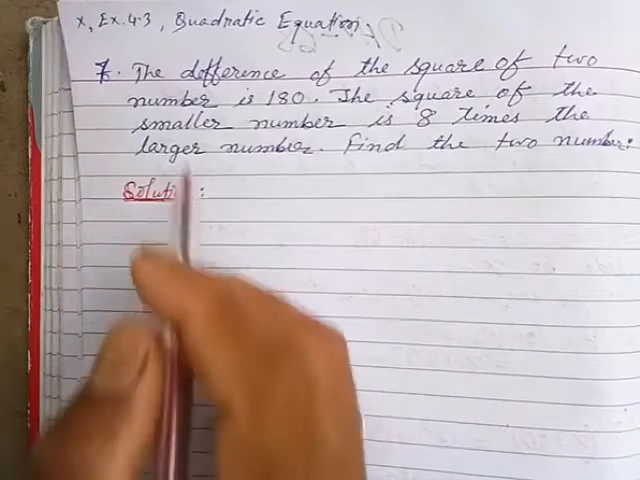 X, Ex. 4.3, Quadratic Equation
7. The difference of the square of two
number is 180. The square of the
smaller number is 8 times the
larger number. Find the two number.
Soluti :